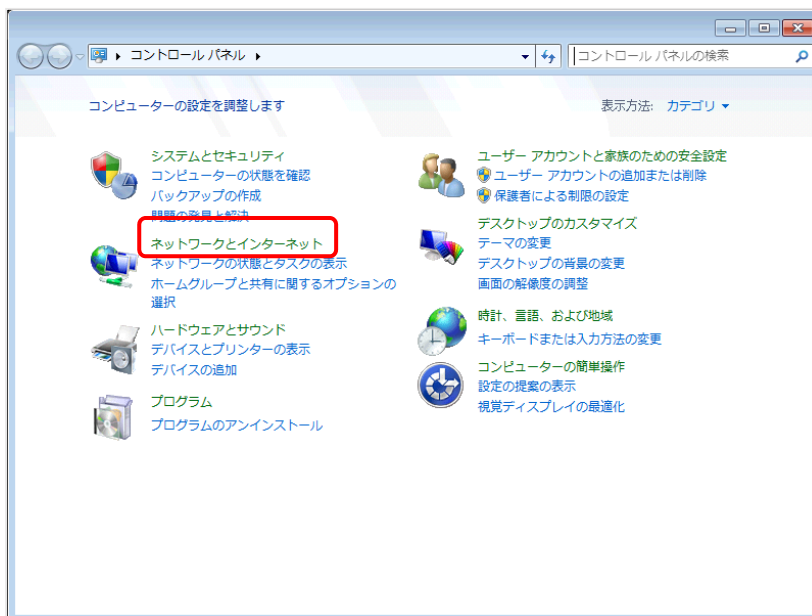 コントロール パネル
コントロール パネルの検索
コンピューターの設定を調整します
表示方法: カテゴリ
システムとセキュリティ
コンピューターの状態を確認
バックアップの作成
問題の発見と解決
ネットワークとインターネット
ネットワークの状態とタスクの表示
ホームグループと共有に関するオプションの
選択
ハードウェアとサウンド
デバイスとプリンターの表示
デバイスの追加
プログラム
プログラムのアンインストール
ユーザー アカウントと家族のための安全設定
ユーザー アカウントの追加または削除
保護者による制限の設定
デスクトップのカスタマイズ
テーマの変更
デスクトップの背景の変更
画面の解像度の調整
時計、言語、および地域
キーボードまたは入力方法の変更
コンピューターの簡単操作
設定の提案の表示
視覚ディスプレイの最適化